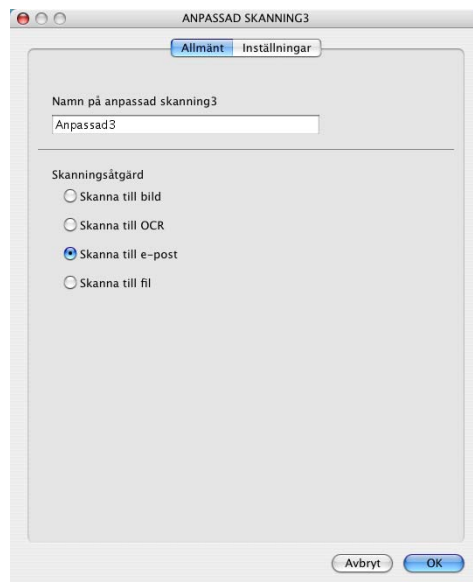 ANPASSAD SKANNING3
Allmänt Inställningar
Namn på anpassad skanning3
Anpassad3
Skanningsåtgärd
Skanna till bild
Skanna till OCR
Skanna till e-post
Skanna till fil
Avbryt OK